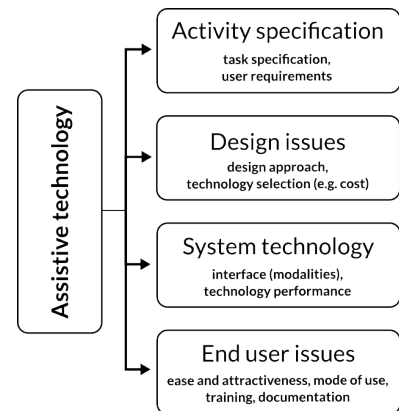 Assistive technology
Activity specification
task specification,
user requirements
Design issues
design approach,
technology selection (e.g. cost)
System technology
interface (modalities),
technology performance
End user issues
ease and attractiveness, mode of use,
training, documentation